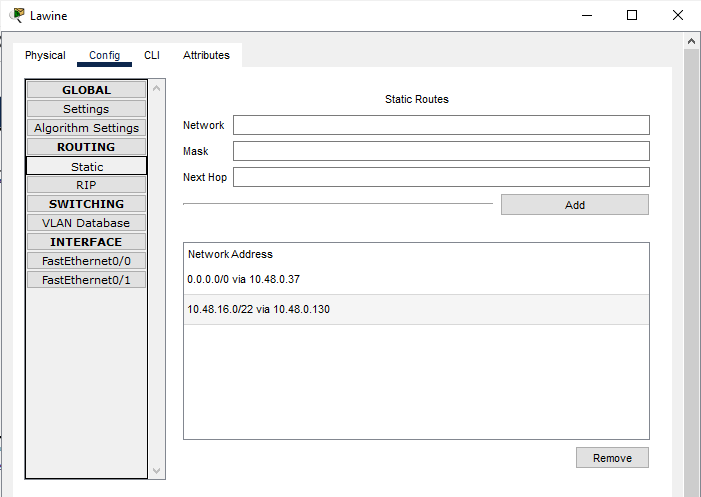 Lawine
Physical Config CLI Attributes
GLOBAL
Settings
Algorithm Settings
ROUTING
Static
RIP
SWITCHING
VLAN Database
INTERFACE
FastEthernet0/0
FastEthernet0/1
Static Routes
Network
Mask
Next Hop
Add
Network Address
0.0.0.0/0 via 10.48.0.37
10.48.16.0/22 via 10.48.0.130
Remove